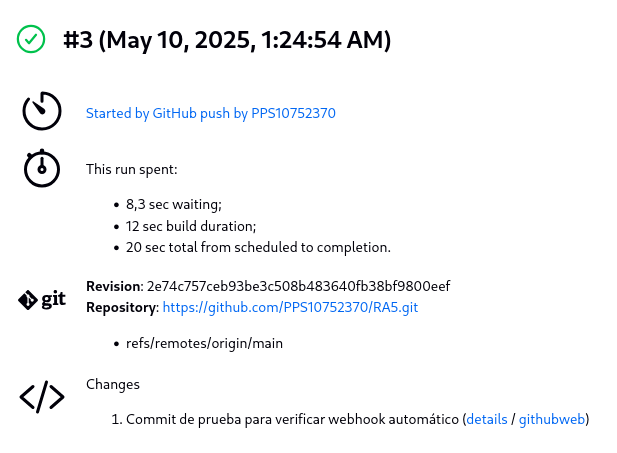 #3 (May 10, 2025, 1:24:54 AM)
Started by GitHub push by PPS10752370
This run spent:
• 8,3 sec waiting;
• 12 sec build duration;
• 20 sec total from scheduled to completion.
git
Revision: 2e74c757ceb93be3c508b483640fb38bf9800eef
Repository: https://github.com/PPS10752370/RA5.git
• refs/remotes/origin/main
Changes
1. Commit de prueba para verificar webhook automático (details / githubweb)